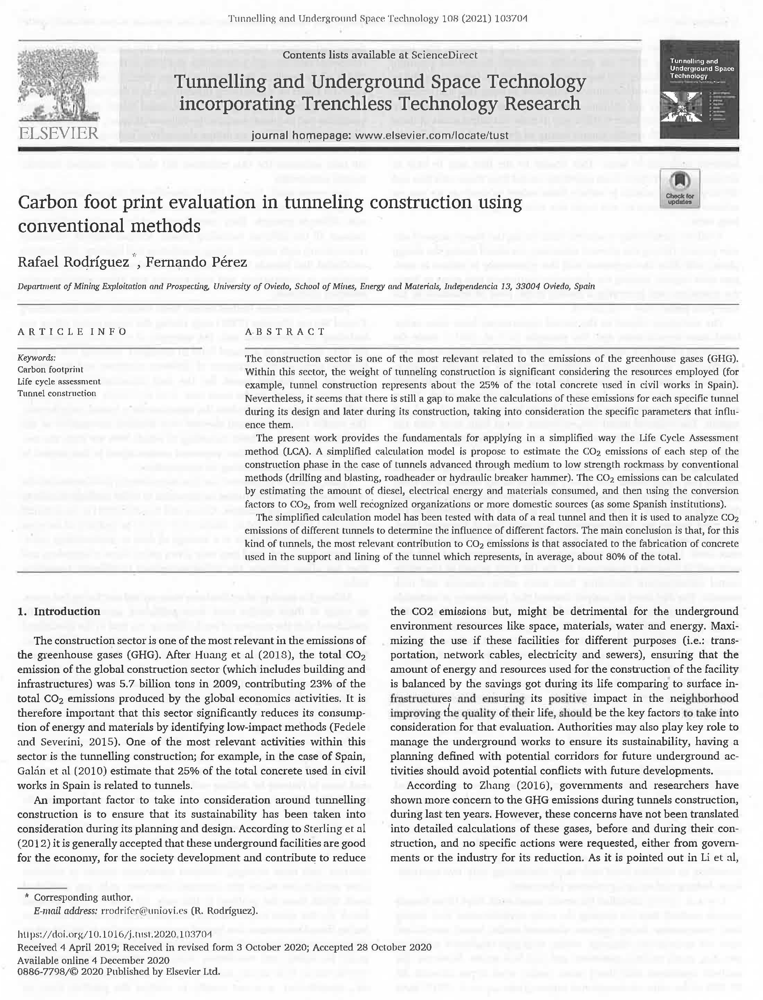 Tunnelling and Underground Space Technology 108 (2021) 103704
Contents lists available at ScienceDirect
Tunnelling and Underground Space Technology
incorporating Trenchless Technology Research
journal homepage: www.elsevier.com/locate/tust
ELSEVIER
Tunnelling and
Underground Space
Technology
Check for
updates
Carbon foot print evaluation in tunneling construction using
conventional methods
Rafael Rodríguez *, Fernando Pérez
Department of Mining Exploitation and Prospecting, University of Oviedo, School of Mines, Energy and Materials, Independencia 13, 33004 Oviedo, Spain
ARTICLE INFO
Keywords:
Carbon footprint
Life cycle assessment
Tunnel construction
ABSTRACT
The construction sector is one of the most relevant related to the emissions of the greenhouse gases (GHG).
Within this sector, the weight of tunneling construction is significant considering the resources employed (for
example, tunnel construction represents about the 25% of the total concrete used in civil works in Spain).
Nevertheless, it seems that there is still a gap to make the calculations of these emissions for each specific tunnel
during its design and later during its construction, taking into consideration the specific parameters that influ-
ence them.
The present work provides the fundamentals for applying in a simplified way the Life Cycle Assessment
method (LCA). A simplified calculation model is propose to estimate the CO2 emissions of each step of the
construction phase in the case of tunnels advanced through medium to low strength rockmass by conventional
methods (drilling and blasting, roadheader or hydraulic breaker hammer). The CO2 emissions can be calculated
by estimating the amount of diesel, electrical energy and materials consumed, and then using the conversion
factors to CO2, from well recognized organizations or more domestic sources (as some Spanish institutions).
The simplified calculation model has been tested with data of a real tunnel and then it is used to analyze CO2
emissions of different tunnels to determine the influence of different factors. The main conclusion is that, for this
kind of tunnels, the most relevant contribution to CO2 emissions is that associated to the fabrication of concrete
used in the support and lining of the tunnel which represents, in average, about 80% of the total.
1. Introduction
The construction sector is one of the most relevant in the emissions of
the greenhouse gases (GHG). After Huang et al (2018), the total CO2
emission of the global construction sector (which includes building and
infrastructures) was 5.7 billion tons in 2009, contributing 23% of the
total CO2 emissions produced by the global economics activities. It is
therefore important that this sector significantly reduces its consump-
tion of energy and materials by identifying low-impact methods (Fedele
and Severini, 2015). One of the most relevant activities within this
sector is the tunnelling construction; for example, in the case of Spain,
Galán et al (2010) estimate that 25% of the total concrete used in civil
works in Spain is related to tunnels.
An important factor to take into consideration around tunnelling
construction is to ensure that its sustainability has been taken into
consideration during its planning and design. According to Sterling et al
(2012) it is generally accepted that these underground facilities are good
for the economy, for the society development and contribute to reduce
the CO2 emissions but, might be detrimental for the underground
environment resources like space, materials, water and energy. Maxi-
mizing the use if these facilities for different purposes (i.e.: trans-
portation, network cables, electricity and sewers), ensuring that the
amount of energy and resources used for the construction of the facility
is balanced by the savings got during its life comparing to surface in-
frastructures and ensuring its positive impact in the neighborhood
improving the quality of their life, should be the key factors to take into
consideration for that evaluation. Authorities may also play key role to
manage the underground works to ensure its sustainability, having a
planning defined with potential corridors for future underground ac-
tivities should avoid potential conflicts with future developments.
According to Zhang (2016), governments and researchers have
shown more concern to the GHG emissions during tunnels construction,
during last ten years. However, these concerns have not been translated
into detailed calculations of these gases, before and during their con-
struction, and no specific actions were requested, either from govern-
ments or the industry for its reduction. As it is pointed out in Li et al,
* Corresponding author.
E-mail address: rrodrifer@uniovi.es (R. Rodríguez).
https://doi.org/10.1016/j.tust.2020.103704
Received 4 April 2019; Received in revised form 3 October 2020; Accepted 28 October 2020
Available online 4 December 2020
0886-7798/© 2020 Published by Elsevier Ltd.